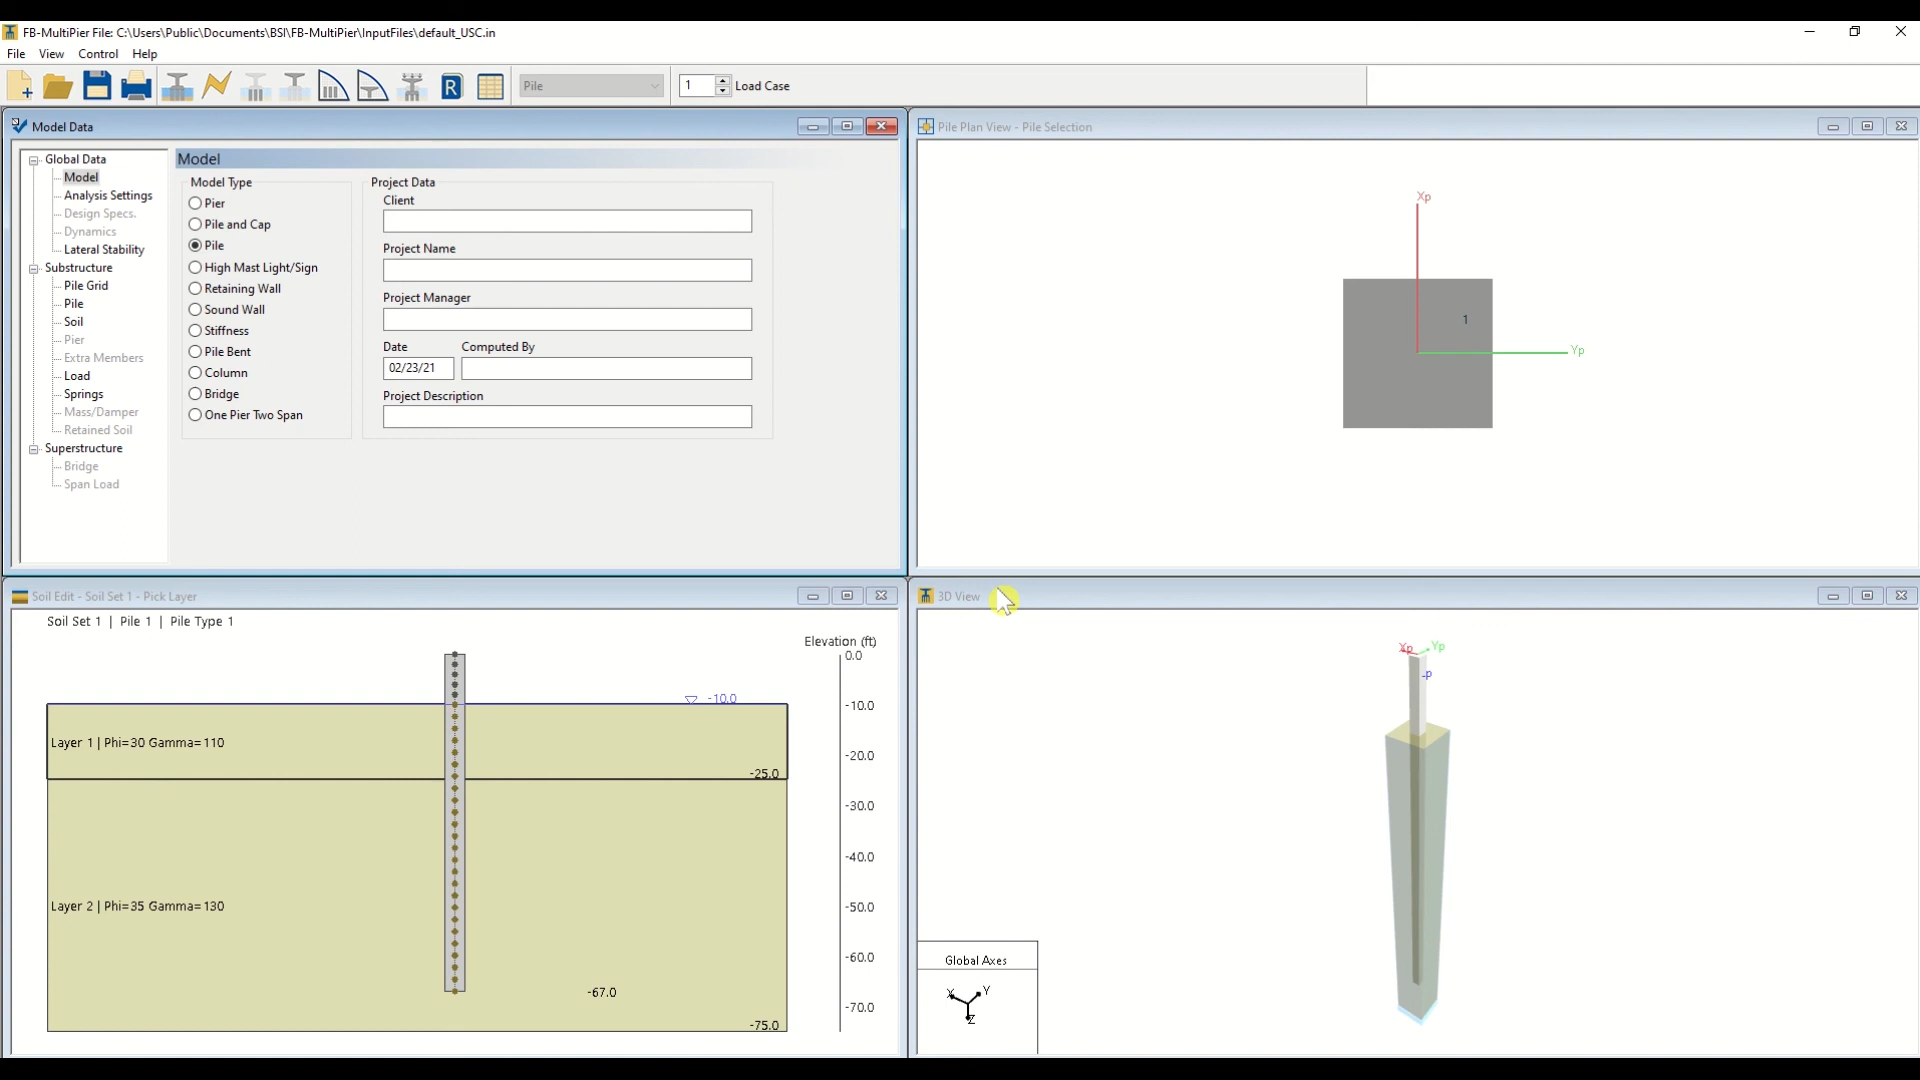 FB-MultiPier File: C:\Users\Public\Documents\BSI\FB-MultiPier\InputFiles\default_USC.in
File View Control Help
Pile 1 Load Case
Model Data
Global Data
Model
Analysis Settings
Design Specs.
Dynamics
Lateral Stability
Substructure
Pile Grid
Pile
Soil
Pier
Extra Members
Load
Springs
Mass/Damper
Retained Soil
Superstructure
Bridge
Span Load
Model
Model Type
Pier
Pile and Cap
Pile
High Mast Light/Sign
Retaining Wall
Sound Wall
Stiffness
Pile Bent
Column
Bridge
One Pier Two Span
Project Data
Client
Project Name
Project Manager
Date Computed By
02/23/21
Project Description
Pile Plan View - Pile Selection
Xp
1
Yp
Soil Edit - Soil Set 1 - Pick Layer
Soil Set 1 | Pile 1 | Pile Type 1
Elevation (ft)
0.0
-10.0
-10.0
Layer 1 | Phi=30 Gamma=110
-20.0
-25.0
-30.0
-40.0
Layer 2 | Phi=35 Gamma=130
-50.0
-60.0
-67.0
-70.0
-75.0
3D View
Xp Yp
-p
Global Axes
X Y
Z